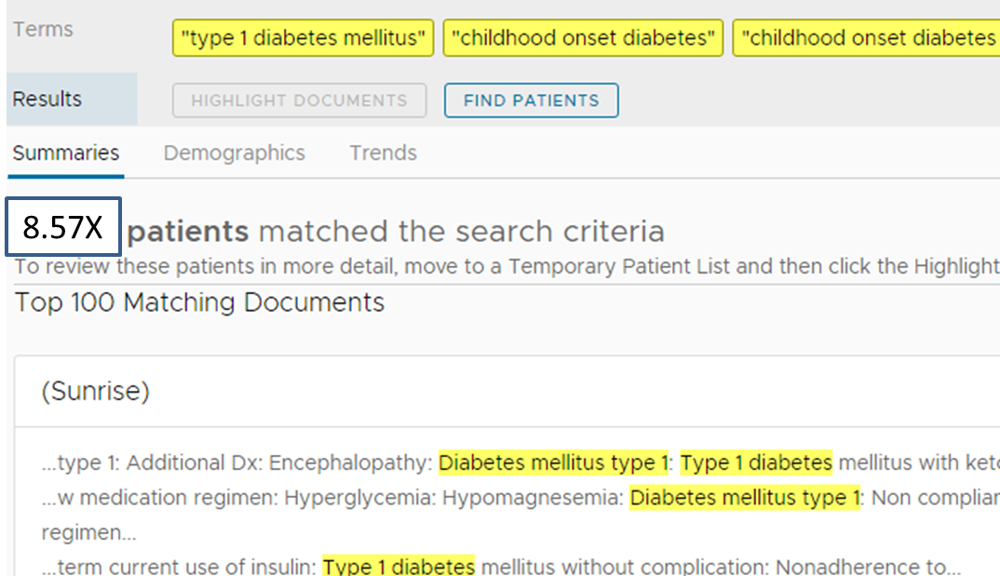 Terms "type 1 diabetes mellitus" "childhood onset diabetes" "childhood onset diabetes
Results HIGHLIGHT DOCUMENTS FIND PATIENTS
Summaries Demographics Trends
8.57X patients matched the search criteria
To review these patients in more detail, move to a Temporary Patient List and then click the Highlight
Top 100 Matching Documents
(Sunrise)
...type 1: Additional Dx: Encephalopathy: Diabetes mellitus type 1: Type 1 diabetes mellitus with keto
...w medication regimen: Hyperglycemia: Hypomagnesemia: Diabetes mellitus type 1: Non complian
regimen...
...term current use of insulin: Type 1 diabetes mellitus without complication: Nonadherence to...